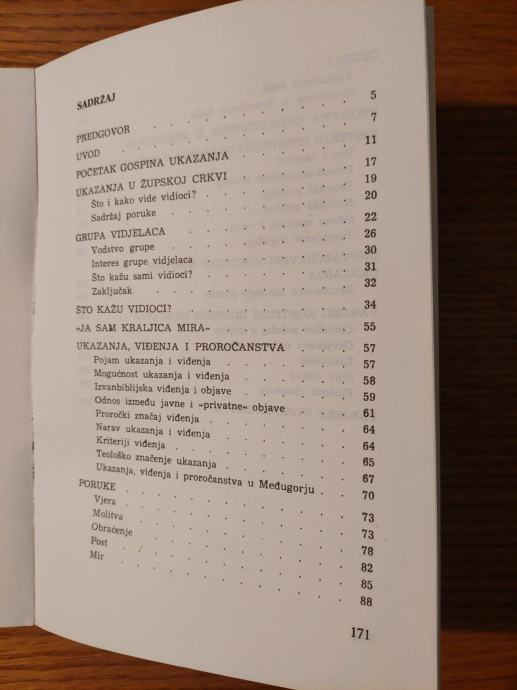 SADRŽAJ
PREDGOVOR . . . . . . . . 5
UVOD . . . . . . . . 7
POČETAK GOSPINA UKAZANJA . . . . 11
UKAZANJA U ŽUPSKOJ CRKVI . . . . 17
Što i kako vide vidioci? . . . . 19
Sadržaj poruke . . . . . . 20
GRUPA VIDJELACA . . . . . . 22
Vodstvo grupe . . . . . . 26
Interes grupe vidjelaca . . . . 30
Što kažu sami vidioci? . . . . 31
Zaključak . . . . . . . 32
ŠTO KAŽU VIDIOCI? . . . . . . 34
»JA SAM KRALJICA MIRA« . . . . . 55
UKAZANJA, VIĐENJA I PROROČANSTVA . . 57
Pojam ukazanja i viđenja . . . . 57
Mogućnost ukazanja i viđenja . . . 58
Izvanbiblijska viđenja i objave . . . 59
Odnos između javne i »privatne« objave . . 61
Proročki značaj viđenja . . . . 64
Narav ukazanja i viđenja . . . . 64
Kriteriji viđenja . . . . . . 65
Teološko značenje ukazanja . . . . 67
Ukazanja, viđenja i proročanstva u Međugorju . . 70
PORUKE . . . . . . . . 73
Vjera . . . . . . . . 73
Molitva . . . . . . . . 78
Obraćenje . . . . . . . 82
Post . . . . . . . . 85
Mir . . . . . . . . 88
171